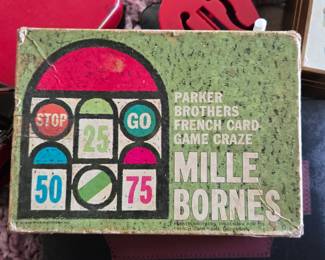 STOP
25
GO
50
75
PARKER
BROTHERS
FRENCH CARD
GAME CRAZE
MILLE
BORNES